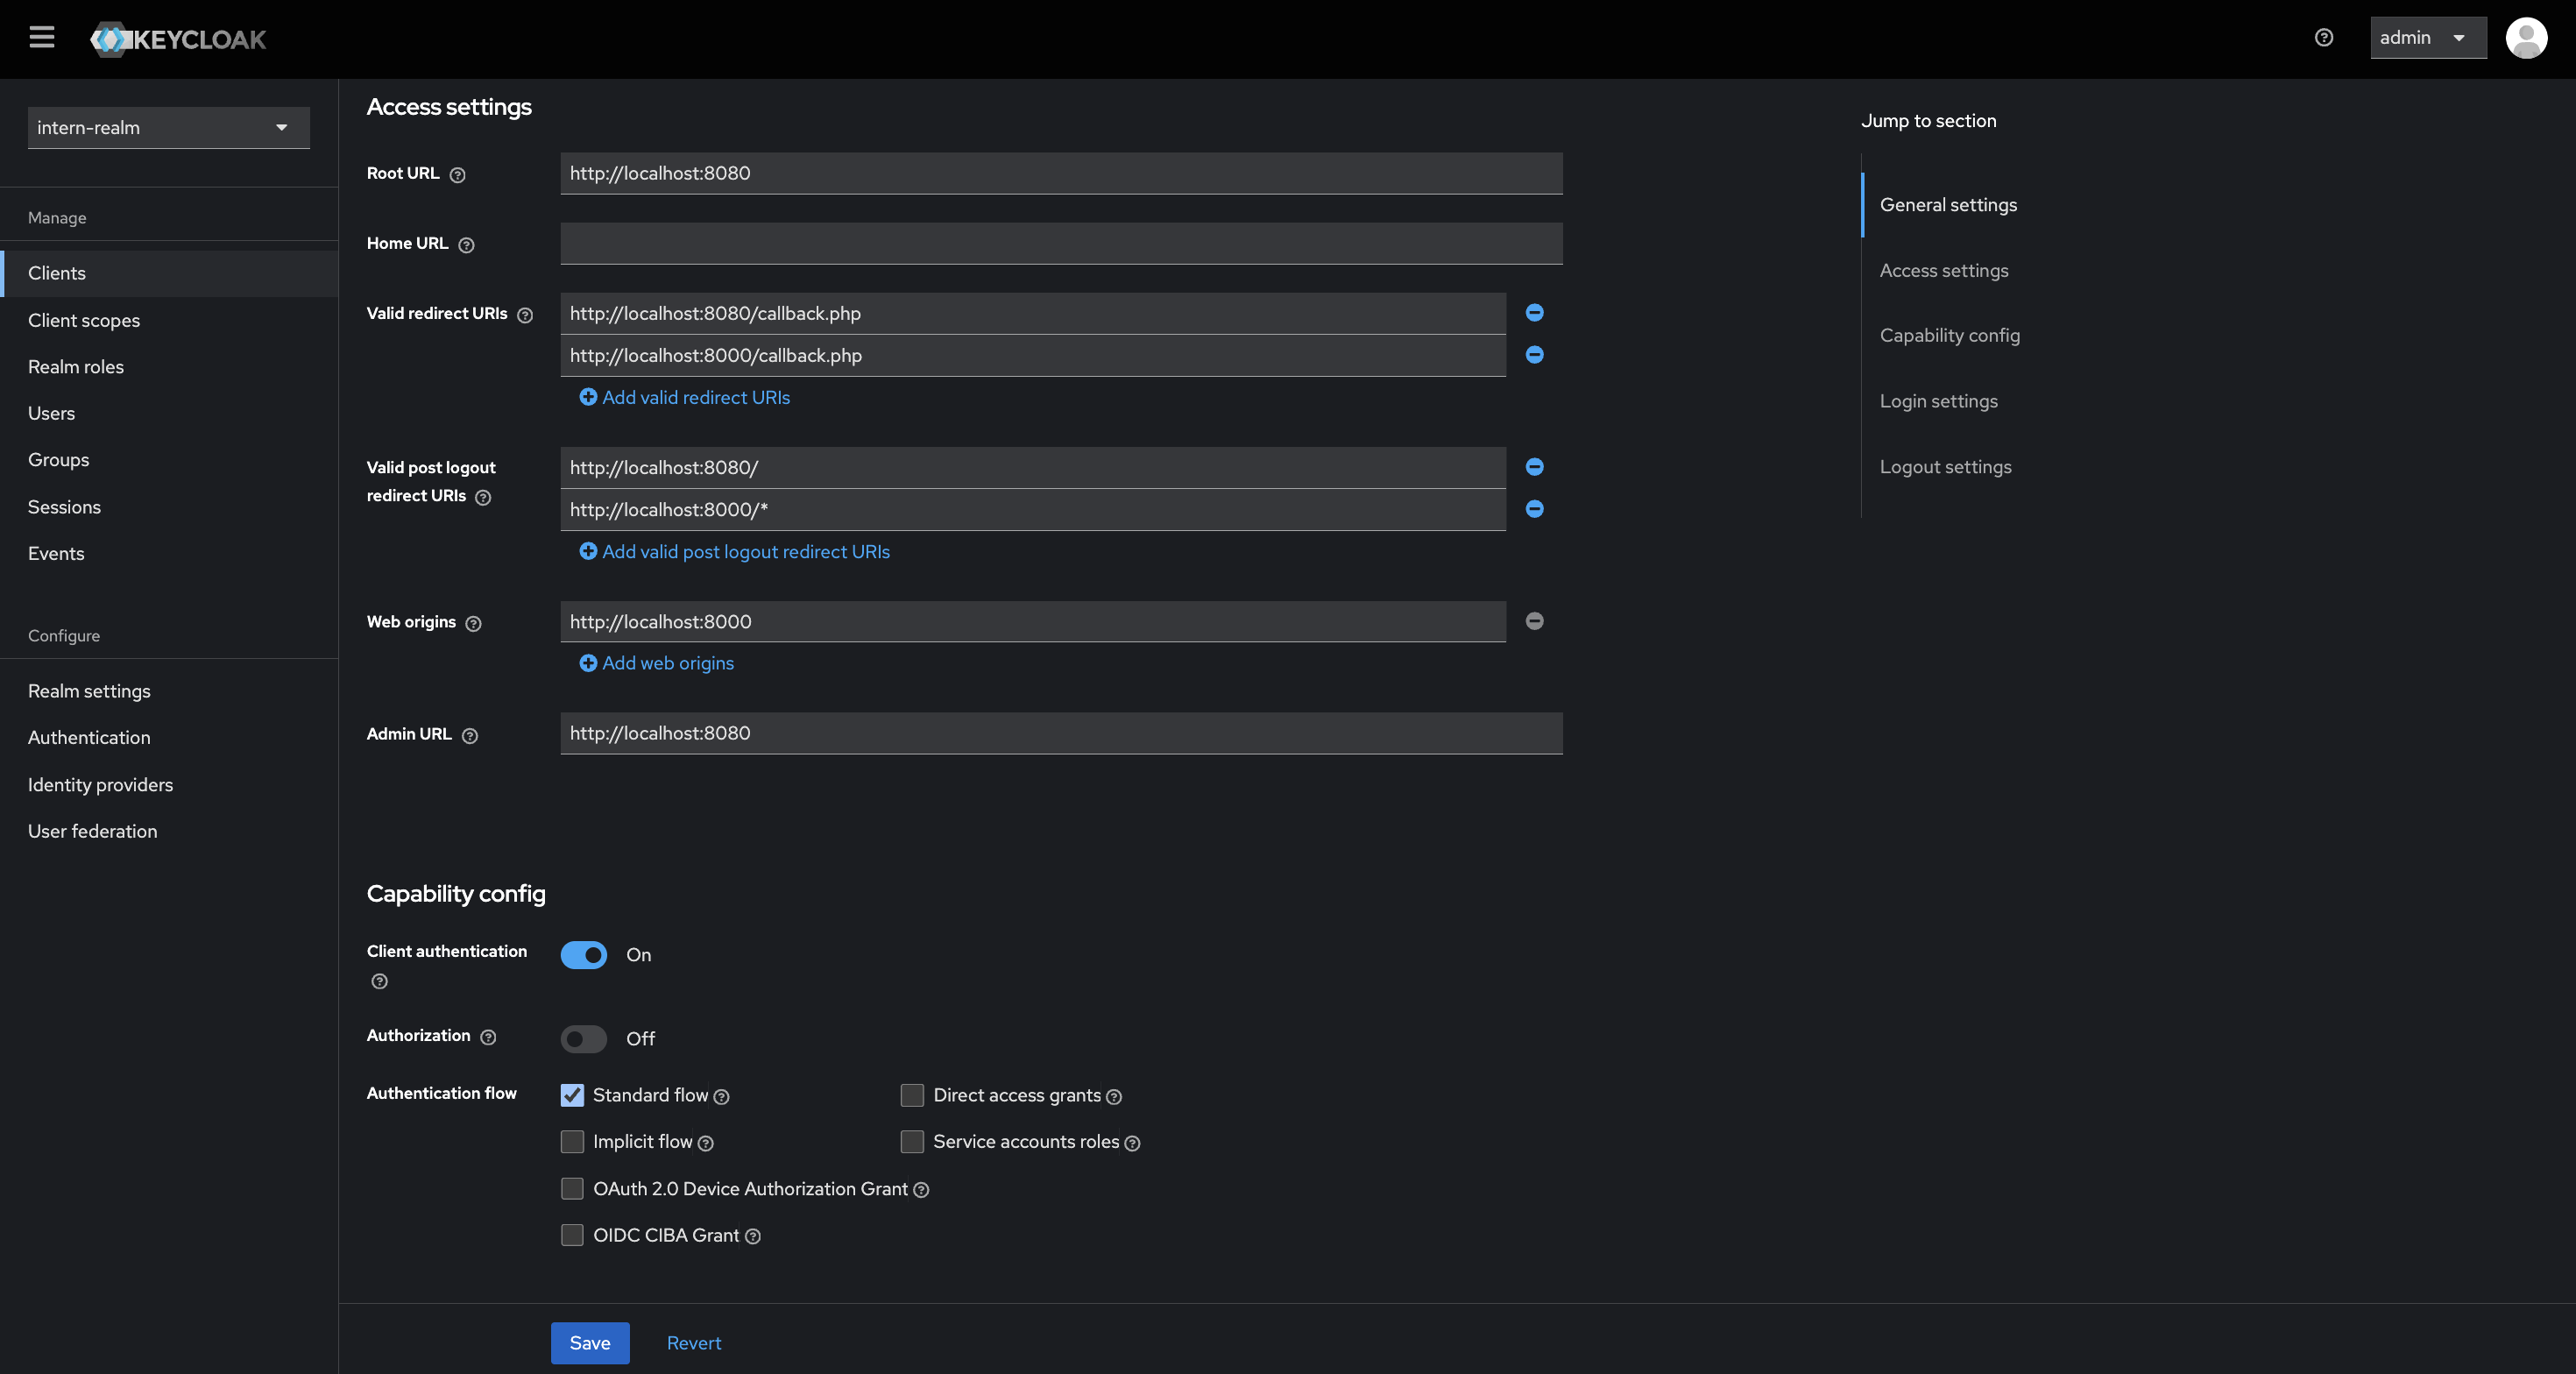 KEYCLOAK
admin
intern-realm
Manage
Clients
Client scopes
Realm roles
Users
Groups
Sessions
Events
Configure
Realm settings
Authentication
Identity providers
User federation
Access settings
Root URL
http://localhost:8080
Home URL
Valid redirect URIs
http://localhost:8080/callback.php
http://localhost:8000/callback.php
Add valid redirect URIs
Valid post logout
redirect URIs
http://localhost:8080/
http://localhost:8000/*
Add valid post logout redirect URIs
Web origins
http://localhost:8000
Add web origins
Admin URL
http://localhost:8080
Capability config
Client authentication
On
Authorization
Off
Authentication flow
Standard flow
Direct access grants
Implicit flow
Service accounts roles
OAuth 2.0 Device Authorization Grant
OIDC CIBA Grant
Save
Revert
Jump to section
General settings
Access settings
Capability config
Login settings
Logout settings